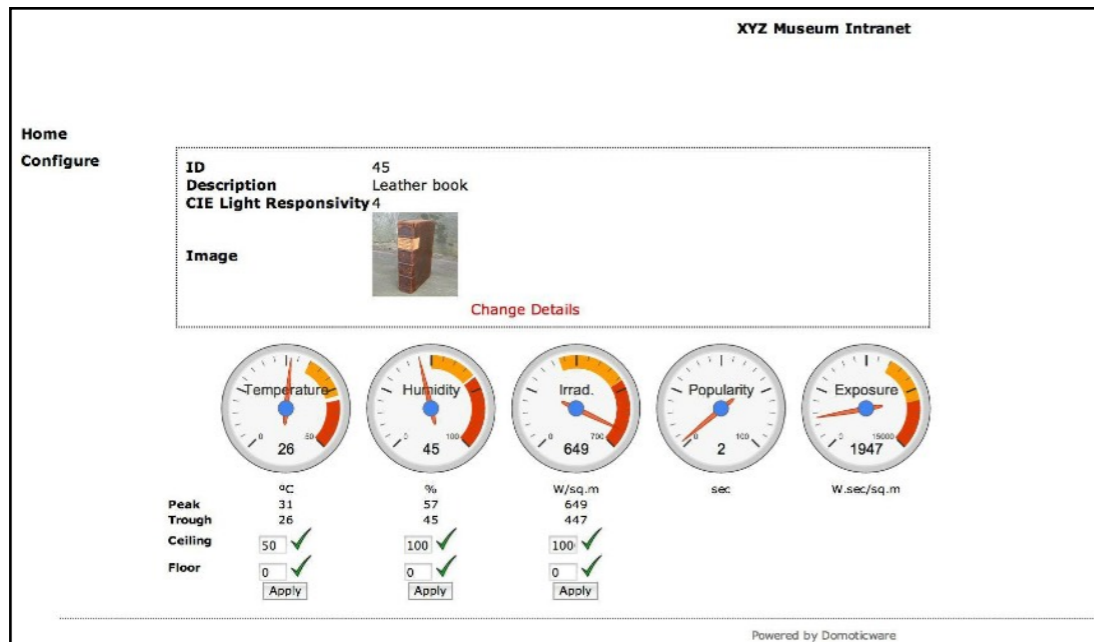 XYZ Museum Intranet
Home
Configure
ID 45
Description Leather book
CIE Light Responsivity 4
Image
Change Details
Temperature Humidity Irrad. Popularity Exposure
0 50 0 100 0 700 0 100 0 15000
26 45 649 2 1947
ºC % W/sq.m sec W.sec/sq.m
Peak 31 57 649
Trough 26 45 447
Ceiling 50 100 100
Floor 0 0 0
Apply Apply Apply
Powered by Domoticware